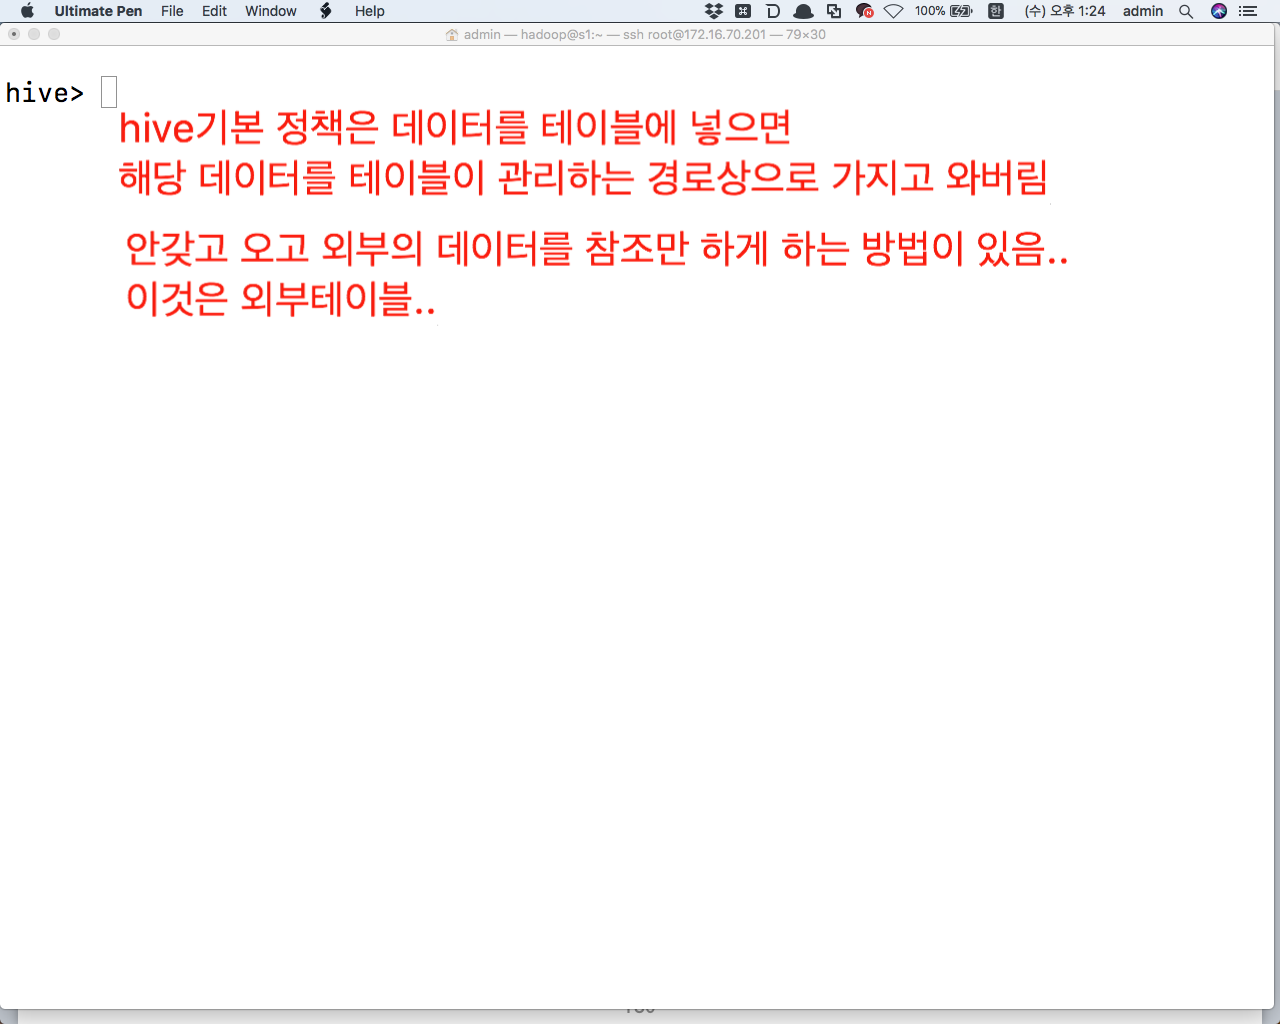 Ultimate Pen File Edit Window Help 100% 한 (수) 오후 1:24 admin
admin — hadoop@s1:~ — ssh root@172.16.70.201 — 79×30
hive>
hive기본 정책은 데이터를 테이블에 넣으면
해당 데이터를 테이블이 관리하는 경로상으로 가지고 와버림
안갖고 오고 외부의 데이터를 참조만 하게 하는 방법이 있음..
이것은 외부테이블..